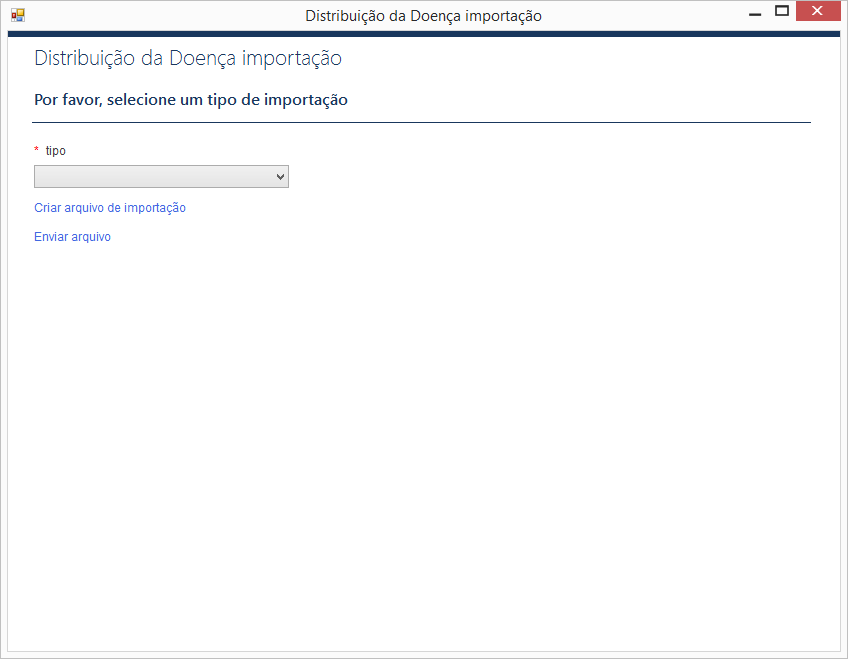 Distribuição da Doença importação
Distribuição da Doença importação
Por favor, selecione um tipo de importação
* tipo
Criar arquivo de importação
Enviar arquivo